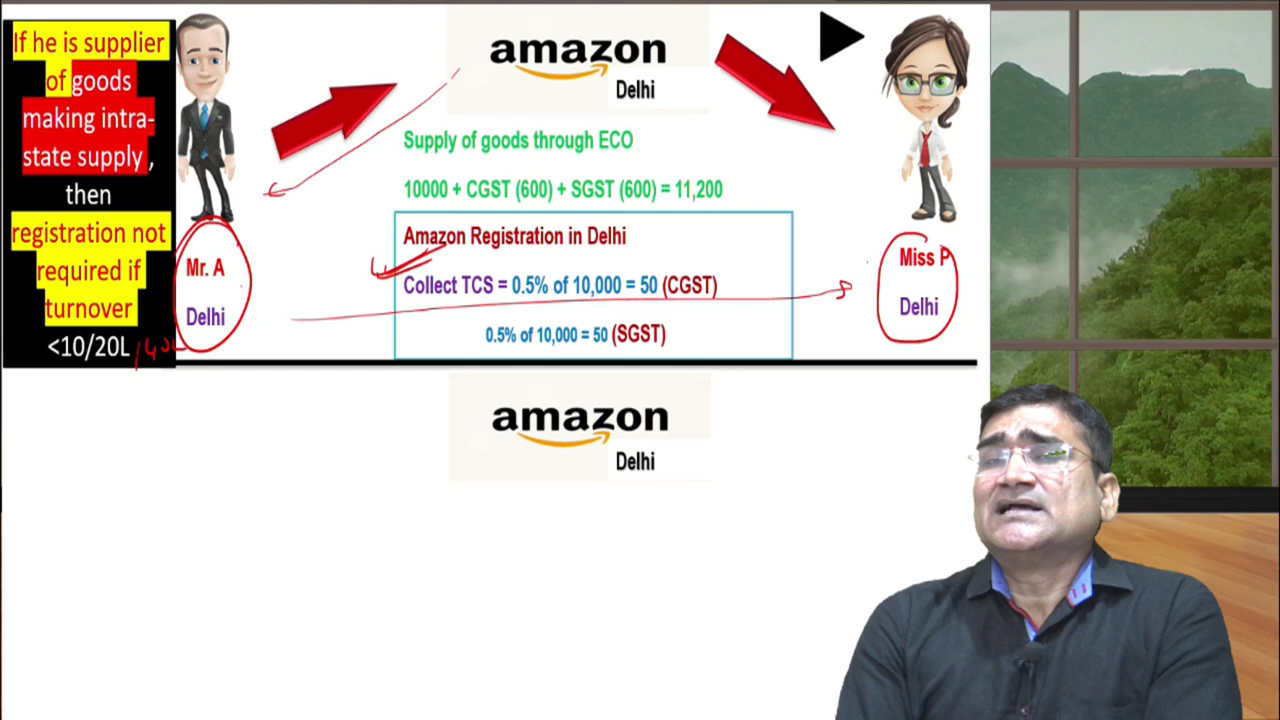 If he is supplier
of goods
making intra-
state supply ,
then
registration not
required if
turnover
<10/20L
Mr. A
Delhi
amazon
Delhi
Supply of goods through ECO
10000 + CGST (600) + SGST (600) = 11,200
Amazon Registration in Delhi
Collect TCS = 0.5% of 10,000 = 50 (CGST)
0.5% of 10,000 = 50 (SGST)
Miss P
Delhi
amazon
Delhi